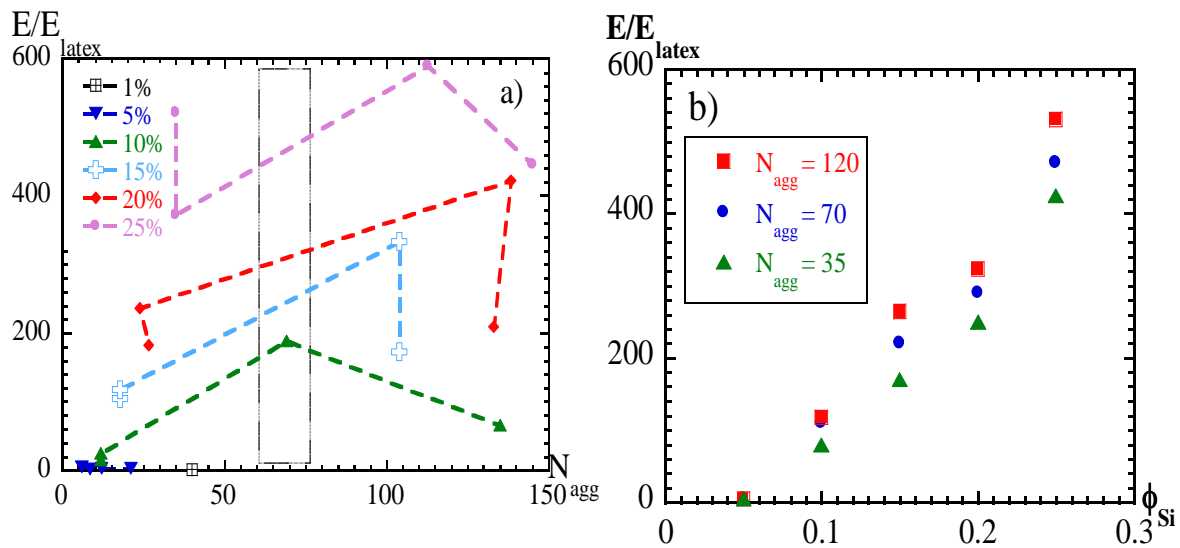 E/E latex
600
400
200
0
0 50 100 150
N agg
a)
1%
5%
10%
15%
20%
25%
E/E latex
600
400
200
0
0 0.1 0.2 0.3
ϕ Si
b)
N agg = 120
N agg = 70
N agg = 35